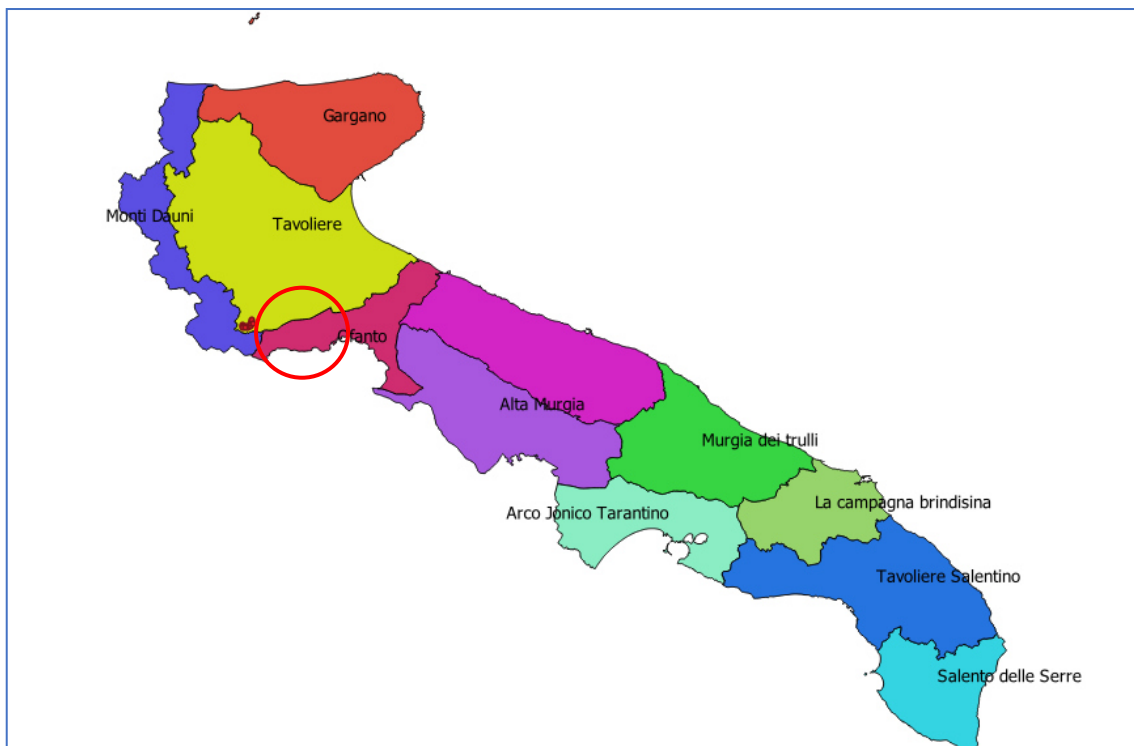 Gargano
Monti Dauni
Tavoliere
Ofanto
Alta Murgia
Murgia dei trulli
La campagna brindisina
Arco Jonico Tarantino
Tavoliere Salentino
Salento delle Serre